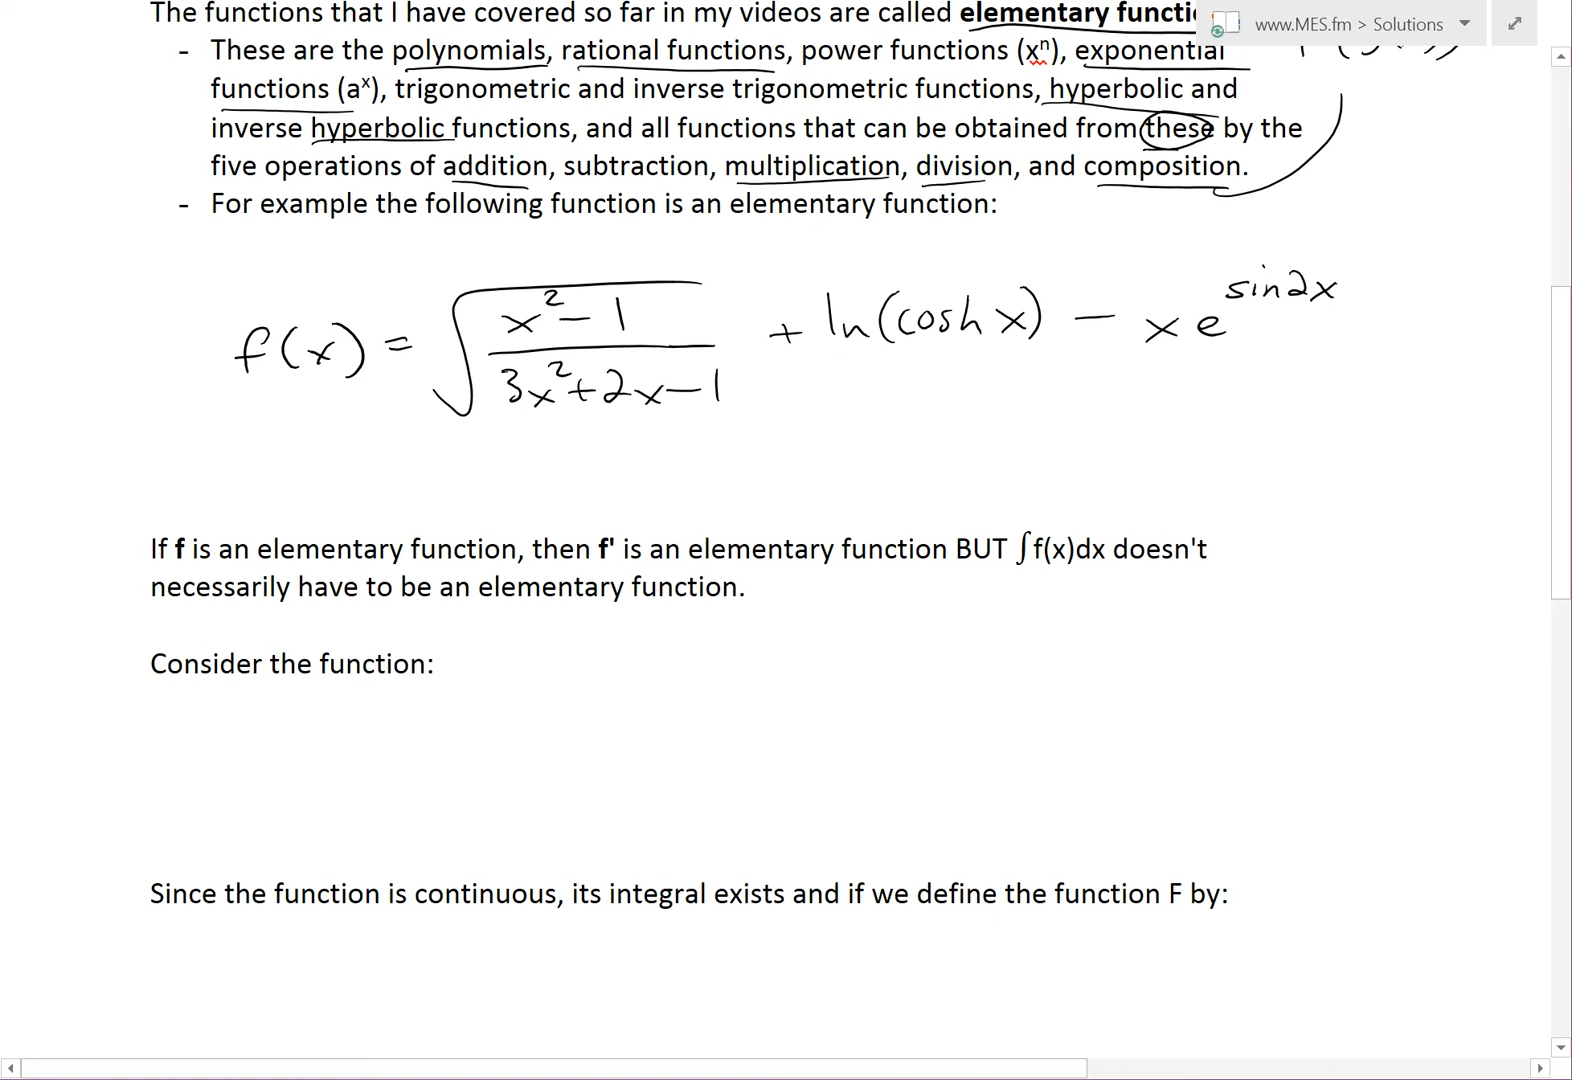 The functions that I have covered so far in my videos are called elementary functi
www.MES.fm > Solutions
- These are the polynomials, rational functions, power functions (xⁿ), exponential
functions (aˣ), trigonometric and inverse trigonometric functions, hyperbolic and
inverse hyperbolic functions, and all functions that can be obtained from these by the
five operations of addition, subtraction, multiplication, division, and composition.
- For example the following function is an elementary function:
f(x) = √((x² - 1)/(3x² + 2x - 1)) + ln(cosh x) - x e^(sin 2x)
If f is an elementary function, then f' is an elementary function BUT ∫f(x)dx doesn't
necessarily have to be an elementary function.
Consider the function:
Since the function is continuous, its integral exists and if we define the function F by: